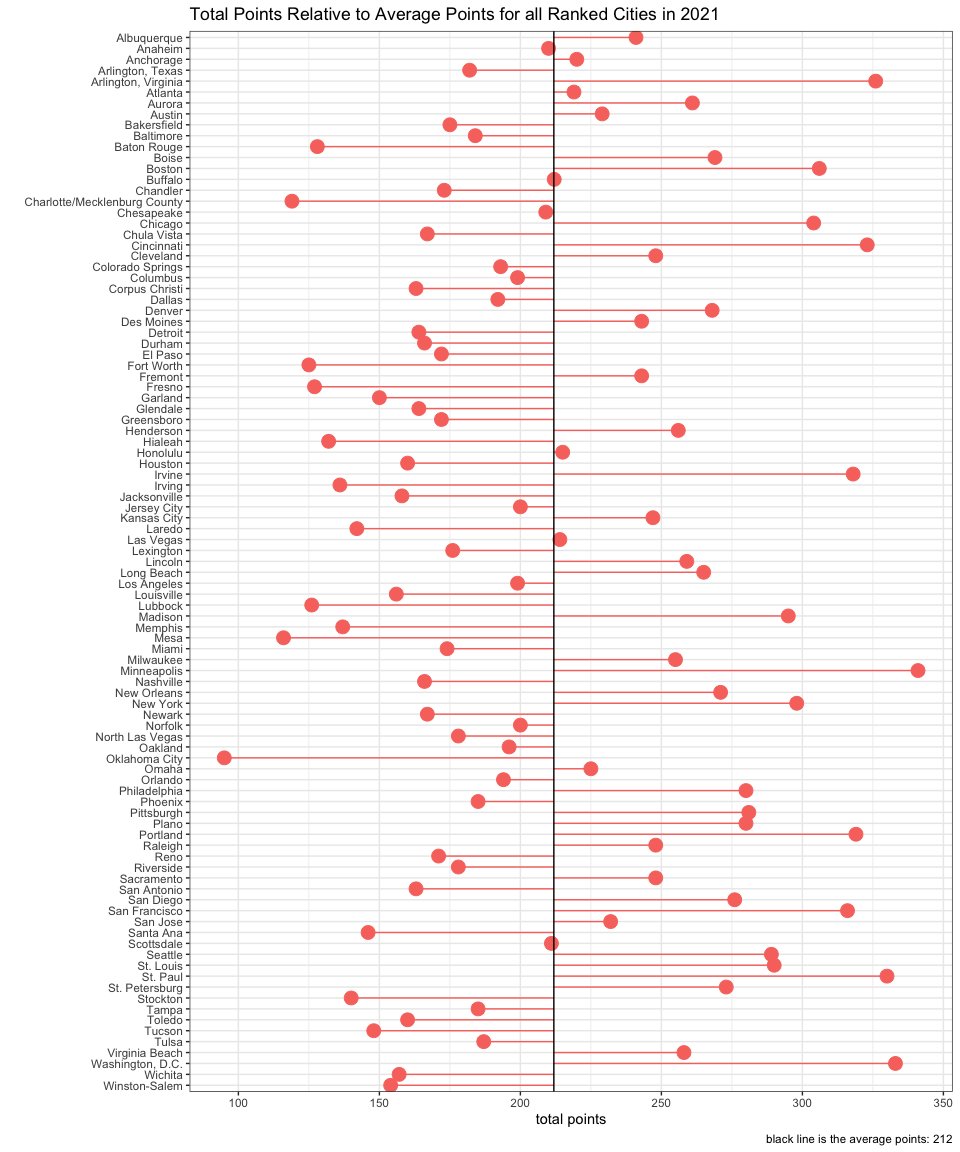 Total Points Relative to Average Points for all Ranked Cities in 2021
Albuquerque
Anaheim
Anchorage
Arlington, Texas
Arlington, Virginia
Atlanta
Aurora
Austin
Bakersfield
Baltimore
Baton Rouge
Boise
Boston
Buffalo
Chandler
Charlotte/Mecklenburg County
Chesapeake
Chicago
Chula Vista
Cincinnati
Cleveland
Colorado Springs
Columbus
Corpus Christi
Dallas
Denver
Des Moines
Detroit
Durham
El Paso
Fort Worth
Fremont
Fresno
Garland
Glendale
Greensboro
Henderson
Hialeah
Honolulu
Houston
Irvine
Irving
Jacksonville
Jersey City
Kansas City
Laredo
Las Vegas
Lexington
Lincoln
Long Beach
Los Angeles
Louisville
Lubbock
Madison
Memphis
Mesa
Miami
Milwaukee
Minneapolis
Nashville
New Orleans
New York
Newark
Norfolk
North Las Vegas
Oakland
Oklahoma City
Omaha
Orlando
Philadelphia
Phoenix
Pittsburgh
Plano
Portland
Raleigh
Reno
Riverside
Sacramento
San Antonio
San Diego
San Francisco
San Jose
Santa Ana
Scottsdale
Seattle
St. Louis
St. Paul
St. Petersburg
Stockton
Tampa
Toledo
Tucson
Tulsa
Virginia Beach
Washington, D.C.
Wichita
Winston-Salem
100 150 200 250 300 350
total points
black line is the average points: 212